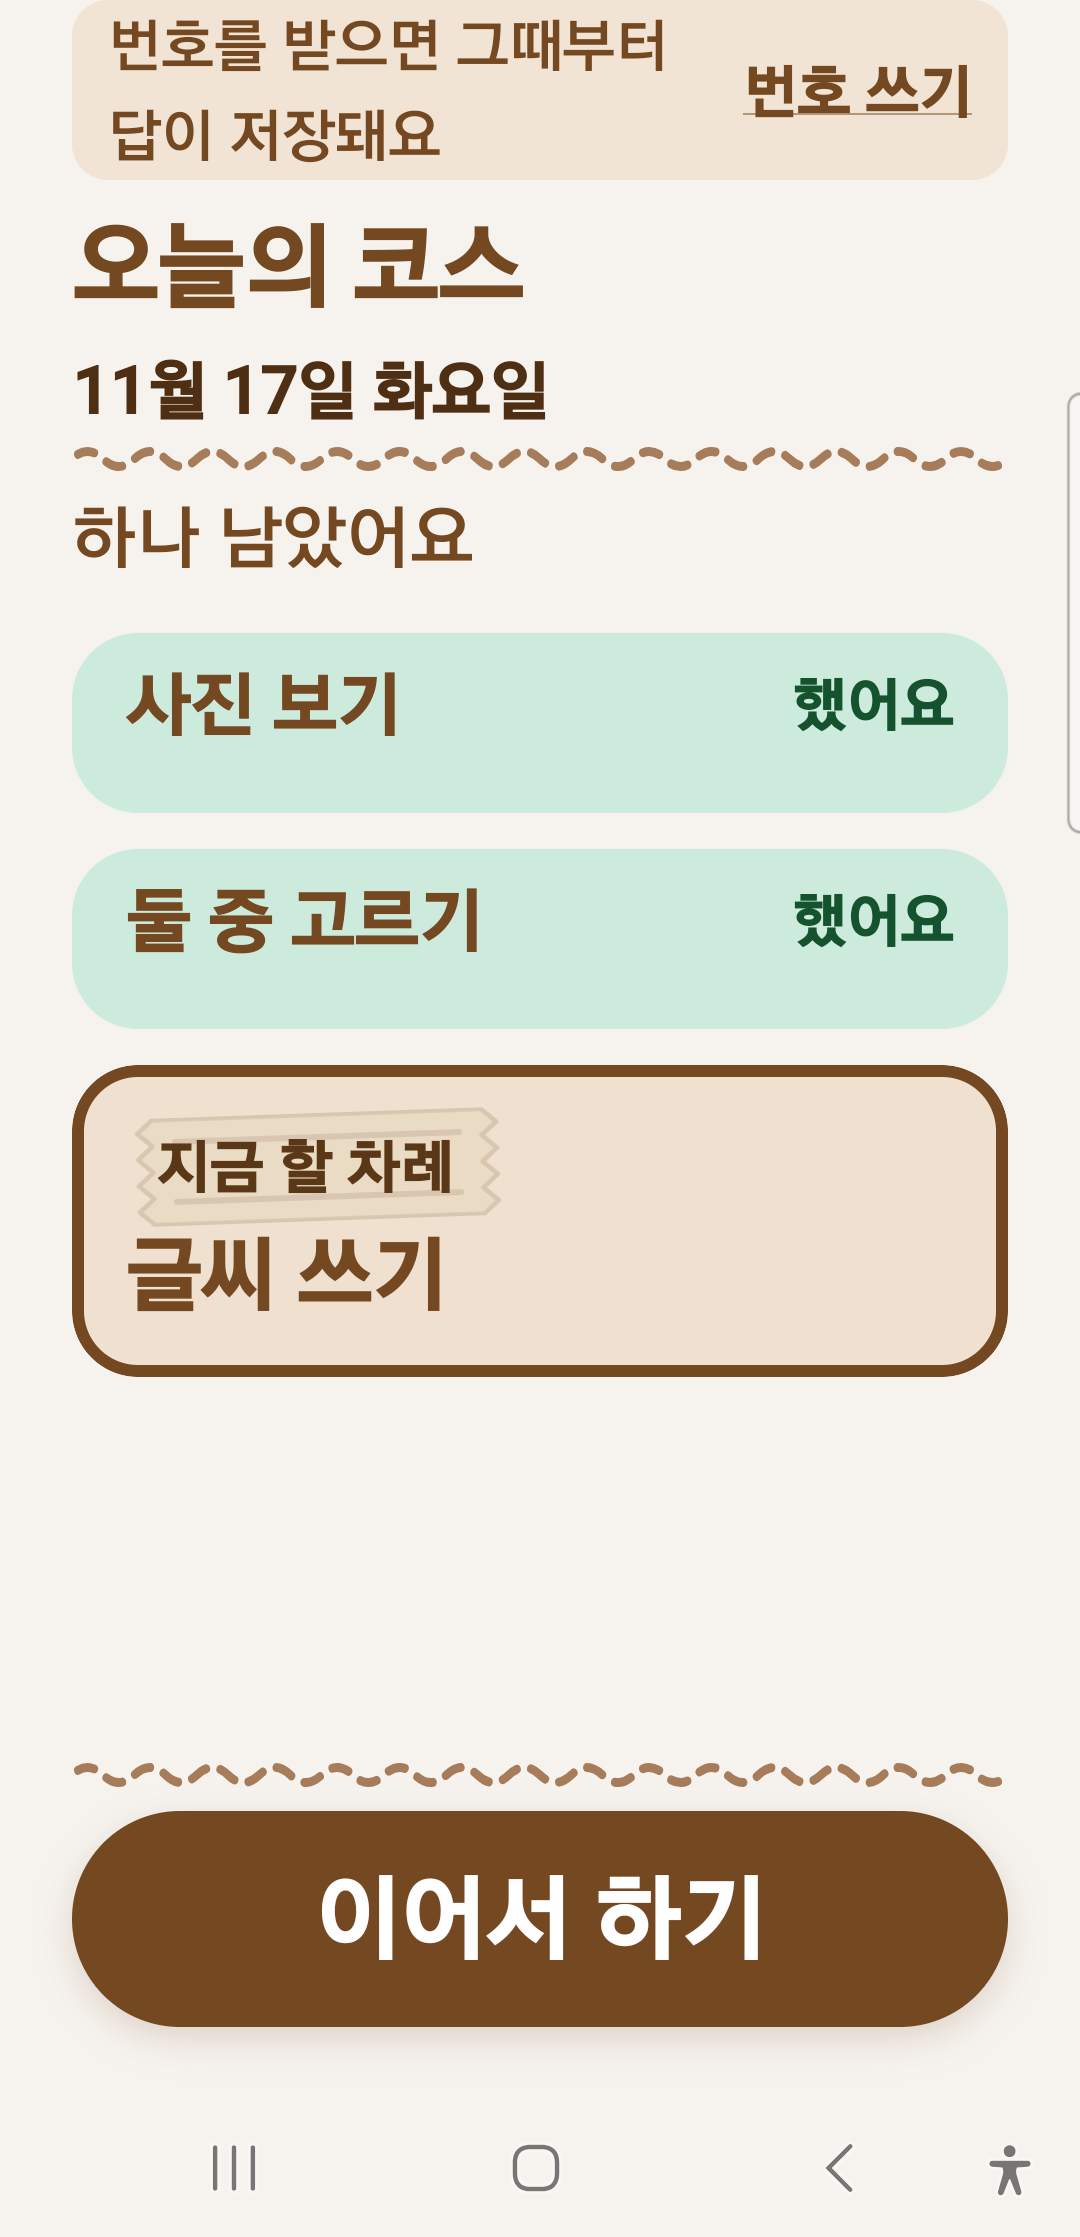 번호를 받으면 그때부터
답이 저장돼요
번호 쓰기
오늘의 코스
11월 17일 화요일
하나 남았어요
사진 보기
했어요
둘 중 고르기
했어요
지금 할 차례
글씨 쓰기
이어서 하기